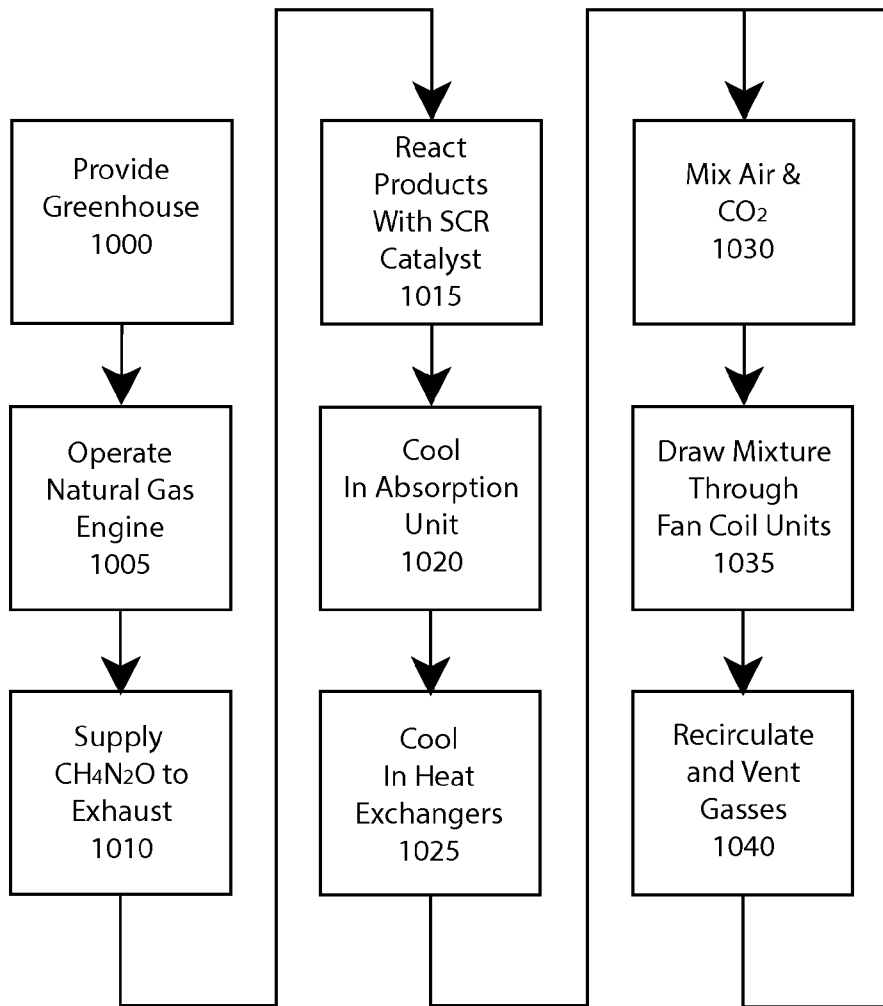 Provide
Greenhouse
1000
Operate
Natural Gas
Engine
1005
Supply
CH₄N₂O to
Exhaust
1010
React
Products
With SCR
Catalyst
1015
Cool
In Absorption
Unit
1020
Cool
In Heat
Exchangers
1025
Mix Air &
CO₂
1030
Draw Mixture
Through
Fan Coil Units
1035
Recirculate
and Vent
Gasses
1040